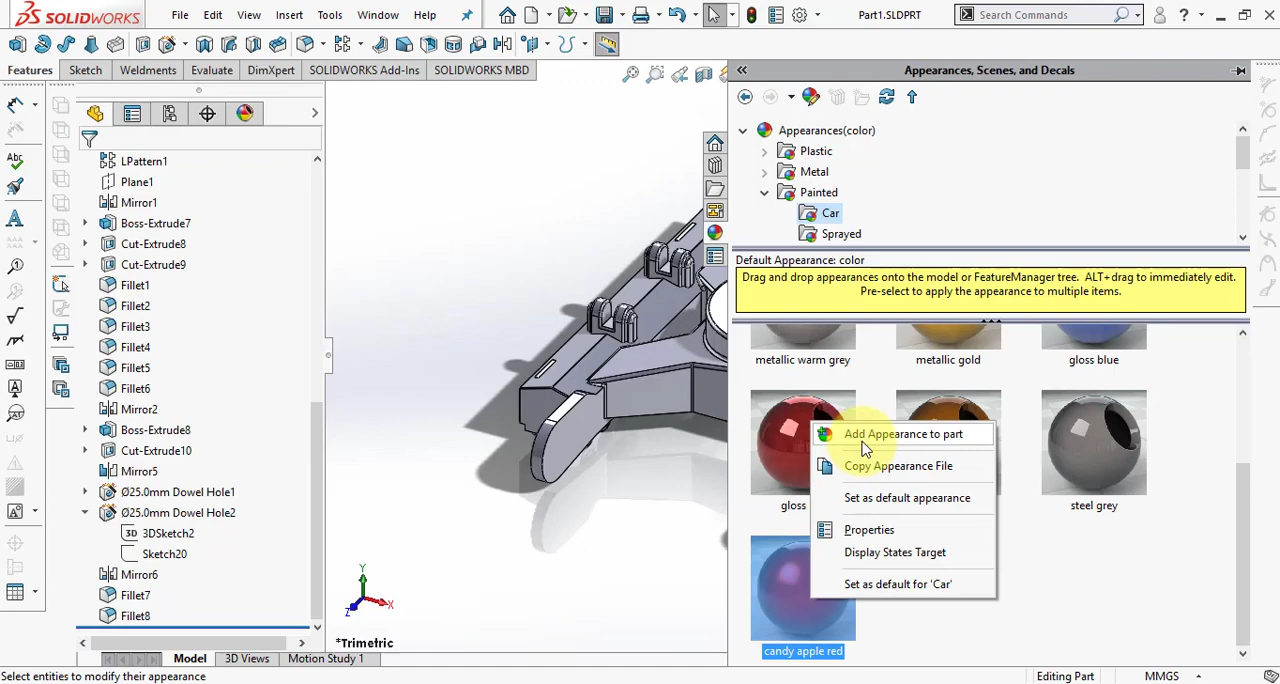 SOLIDWORKS
File Edit View Insert Tools Window Help
Part1.SLDPRT
Search Commands
?
Features Sketch Weldments Evaluate DimXpert SOLIDWORKS Add-Ins SOLIDWORKS MBD
Appearances, Scenes, and Decals
Appearances(color)
Plastic
Metal
Painted
Car
Sprayed
Default Appearance: color
Drag and drop appearances onto the model or FeatureManager tree. ALT+drag to immediately edit.
Pre-select to apply the appearance to multiple items.
LPattern1
Plane1
Mirror1
Boss-Extrude7
Cut-Extrude8
Cut-Extrude9
Fillet1
Fillet2
Fillet3
Fillet4
Fillet5
Fillet6
Mirror2
Boss-Extrude8
Cut-Extrude10
Mirror5
Ø25.0mm Dowel Hole1
Ø25.0mm Dowel Hole2
3D 3DSketch2
Sketch20
Mirror6
Fillet7
Fillet8
Abc
A
Y
X
Z
*Trimetric
metallic warm grey metallic gold gloss blue
gloss
steel grey
candy apple red
Add Appearance to part
Copy Appearance File
Set as default appearance
Properties
Display States Target
Set as default for 'Car'
Model 3D Views Motion Study 1
Select entities to modify their appearance
Editing Part
MMGS